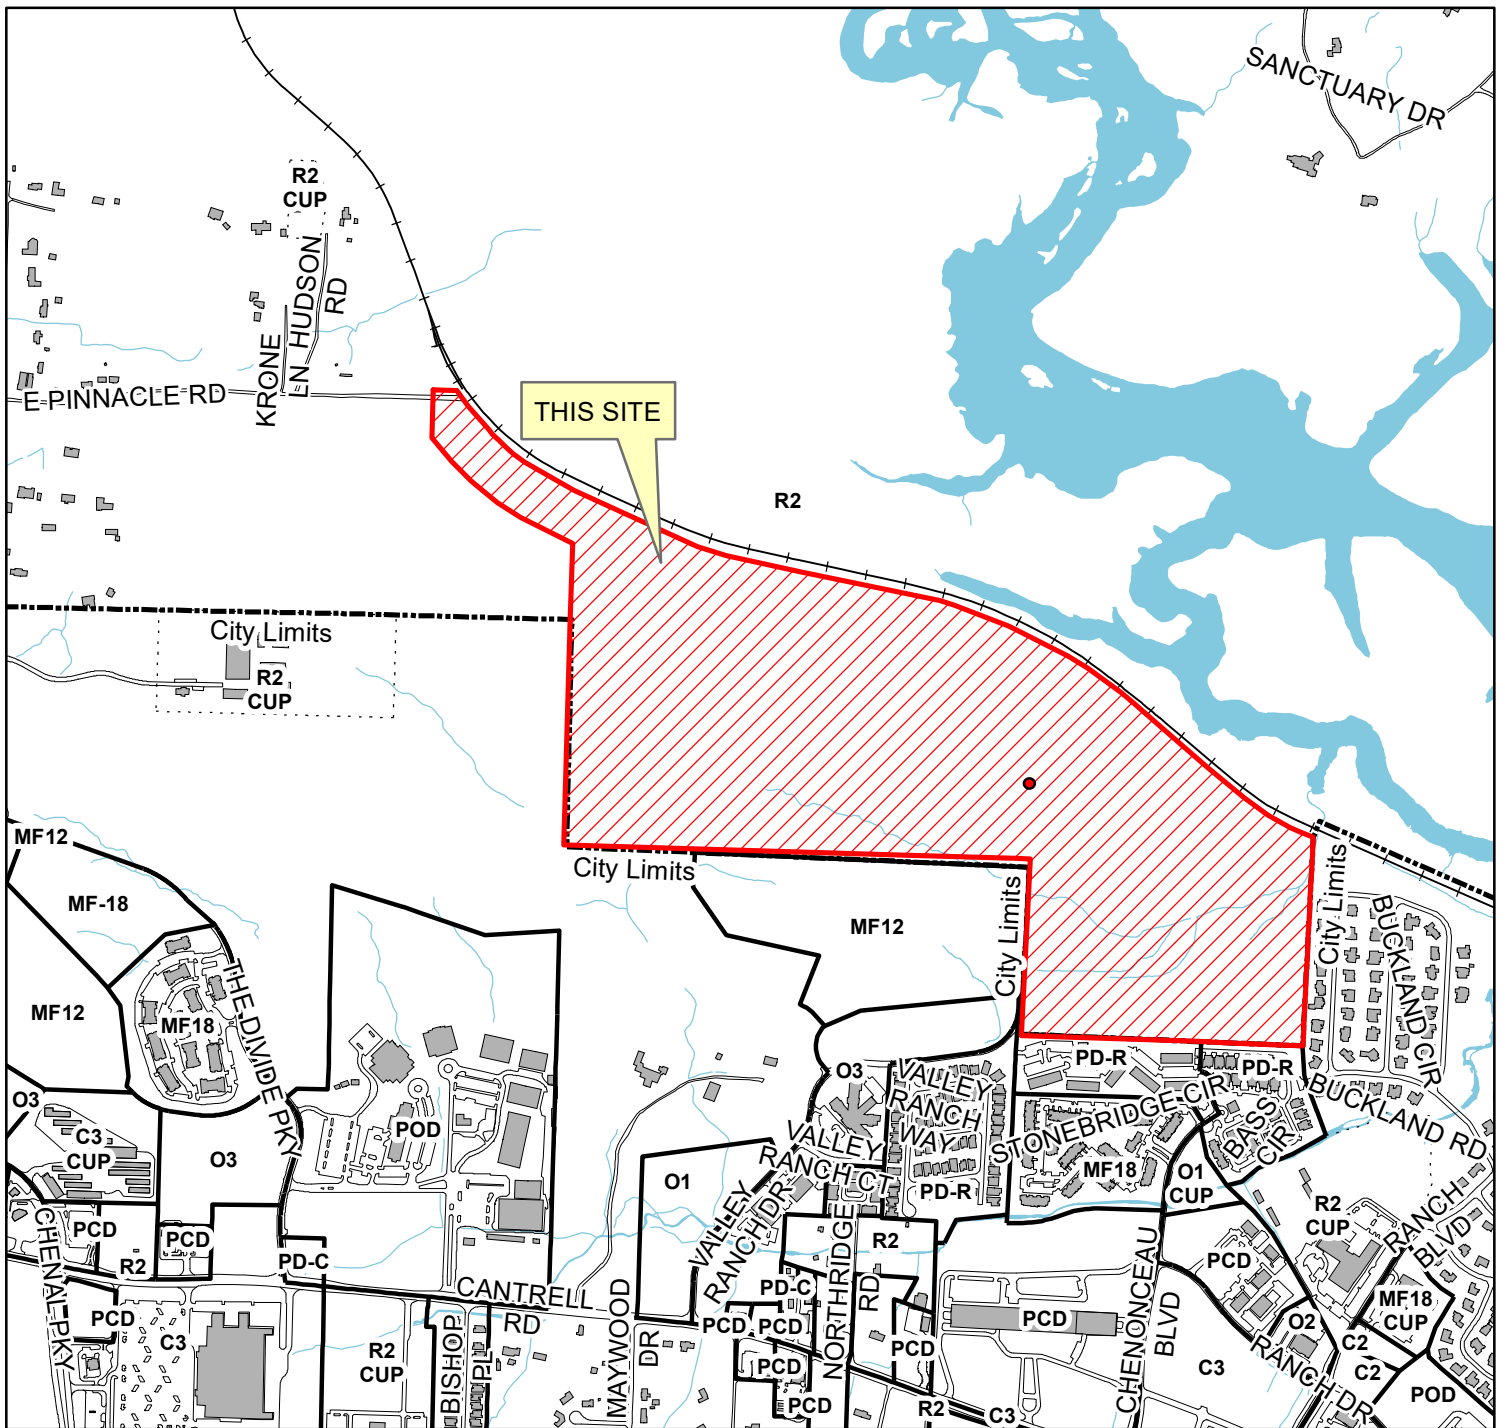 SANCTUARY DR
R2
CUP
HUDSON
RD
KRONE
LN
E PINNACLE RD
THIS SITE
R2
City Limits
R2
CUP
MF12
City Limits
MF-18
MF12
City Limits
City Limits
BUCKLAND CIR
MF12
MF18
THE DIVIDE PKY
O3
PD-R
PD-R
VALLEY
RANCH
WAY
STONEBRIDGE CIR
BASS
CIR
BUCKLAND RD
O3
C3
CUP
O3
POD
VALLEY
RANCH CT
MF18
O1
CUP
O1
PD-R
VALLEY
RANCH DR
R2
CUP
RANCH
BLVD
CHENAL PKY
PCD
PCD
R2
PD-C
R2
NORTHRIDGE
RD
CHENONCEAU
BLVD
PCD
PD-C
CANTRELL
RD
MF18
CUP
PCD
C3
R2
CUP
BISHOP
PL
MAYWOOD
DR
PCD
PCD
PCD
PCD
PCD
PCD
O2
C2
C2
C3
RANCH DR
POD
R2
C3